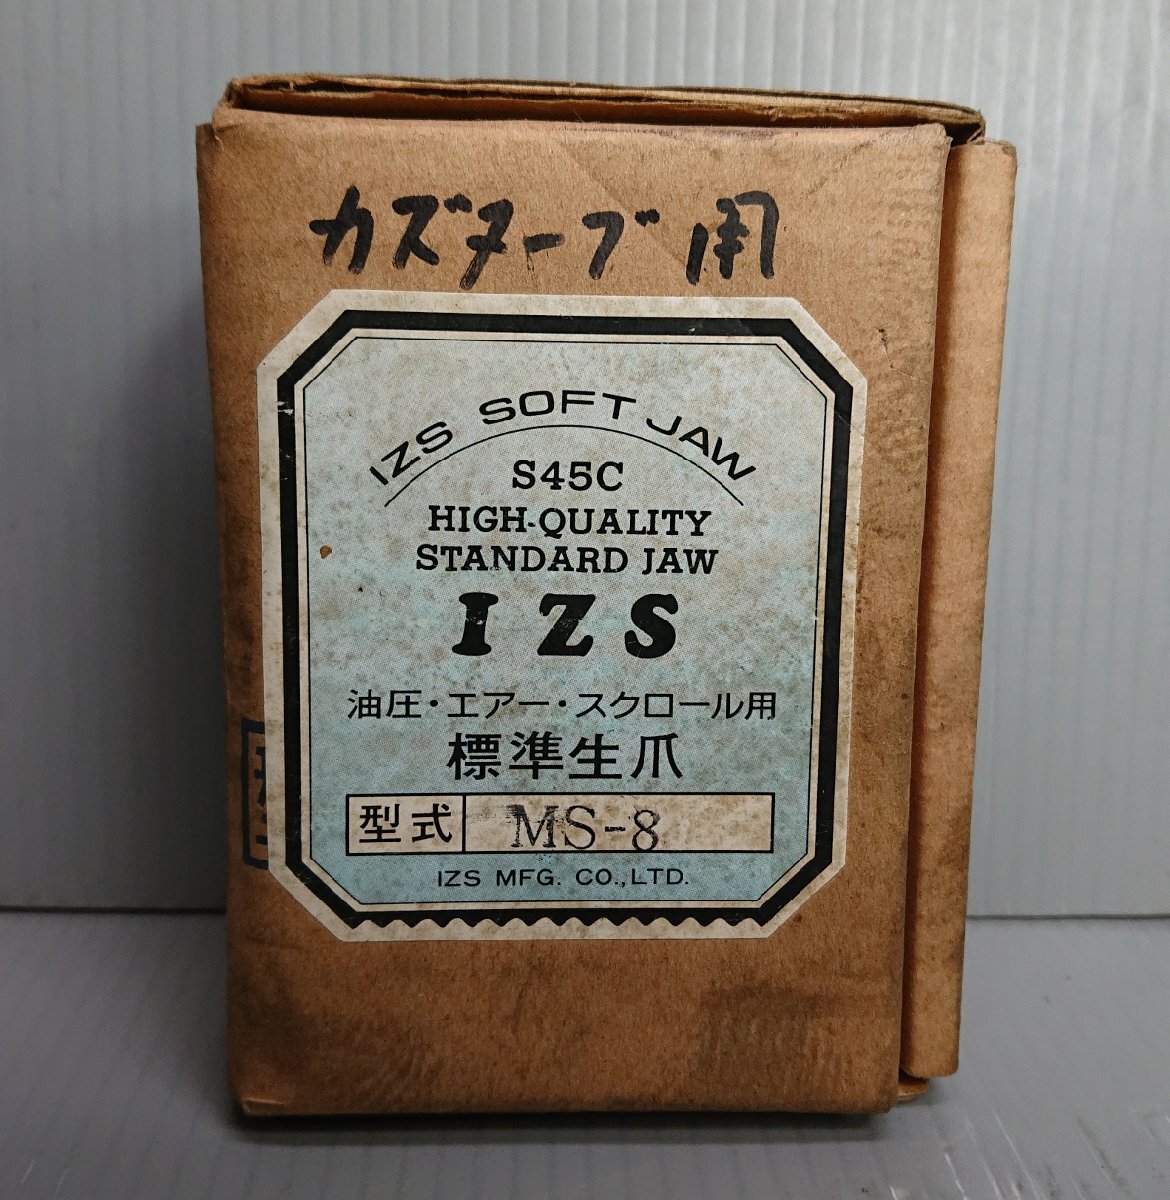 カズターブ用
IZS SOFT JAW
S45C
HIGH-QUALITY
STANDARD JAW
IZS
油圧・エアー・スクロール用
標準生爪
型式 MS-8
IZS MFG. CO.,LTD.